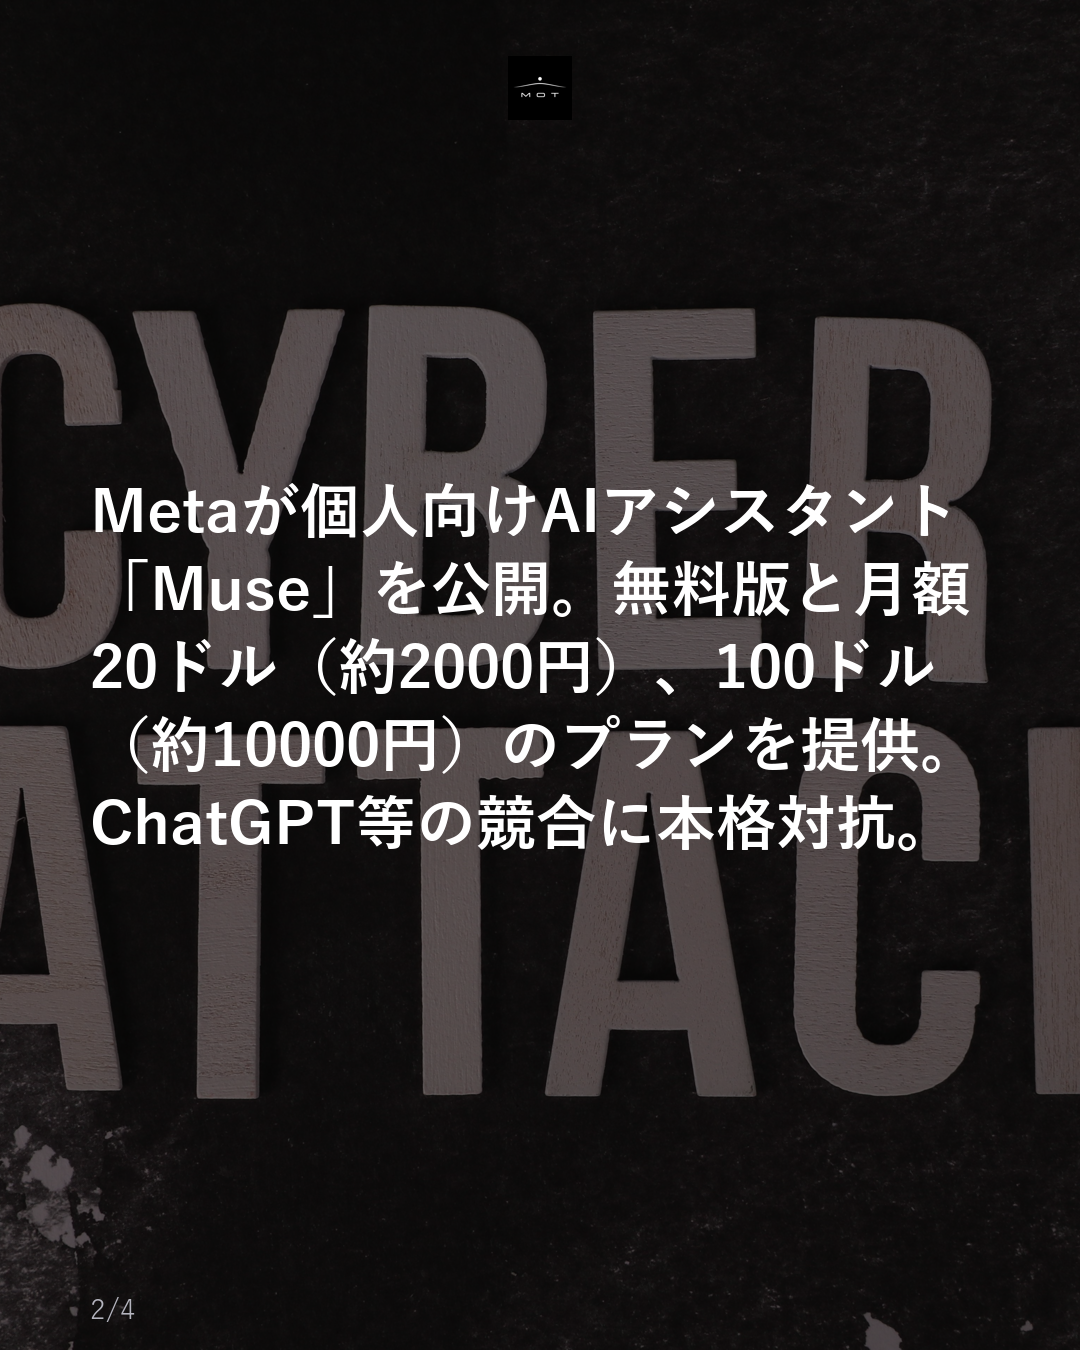 MOT
CYBER
ATTACK
Metaが個人向けAIアシスタント
「Muse」を公開。無料版と月額
20ドル（約2000円）、100ドル
（約10000円）のプランを提供。
ChatGPT等の競合に本格対抗。
2/4